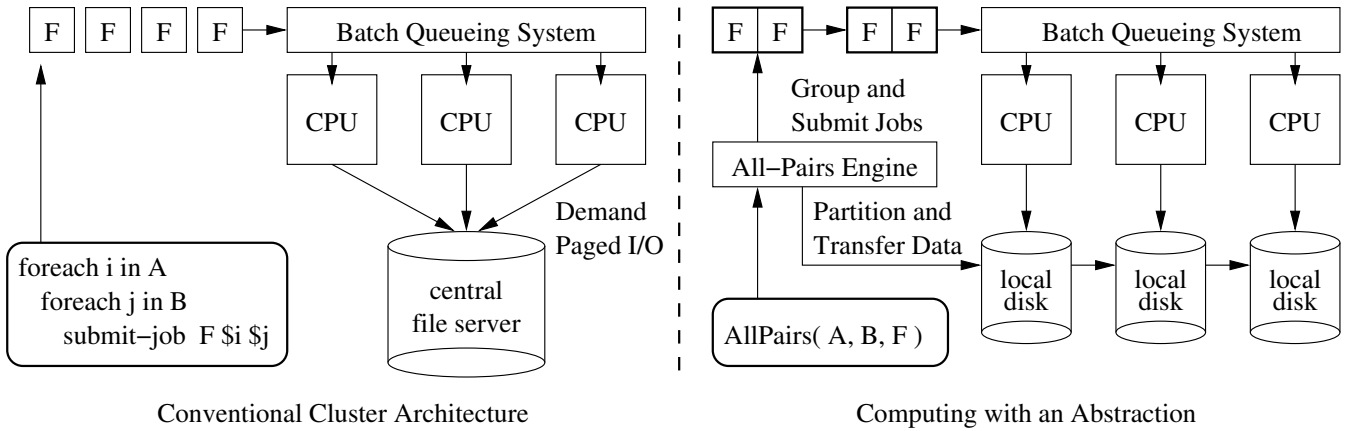 F F F F
Batch Queueing System
CPU CPU CPU
Demand
Paged I/O
foreach i in A
foreach j in B
submit−job F $i $j
central
file server
Conventional Cluster Architecture
F F F F
Batch Queueing System
Group and
Submit Jobs
CPU CPU CPU
All−Pairs Engine
Partition and
Transfer Data
local
disk
local
disk
local
disk
AllPairs( A, B, F )
Computing with an Abstraction